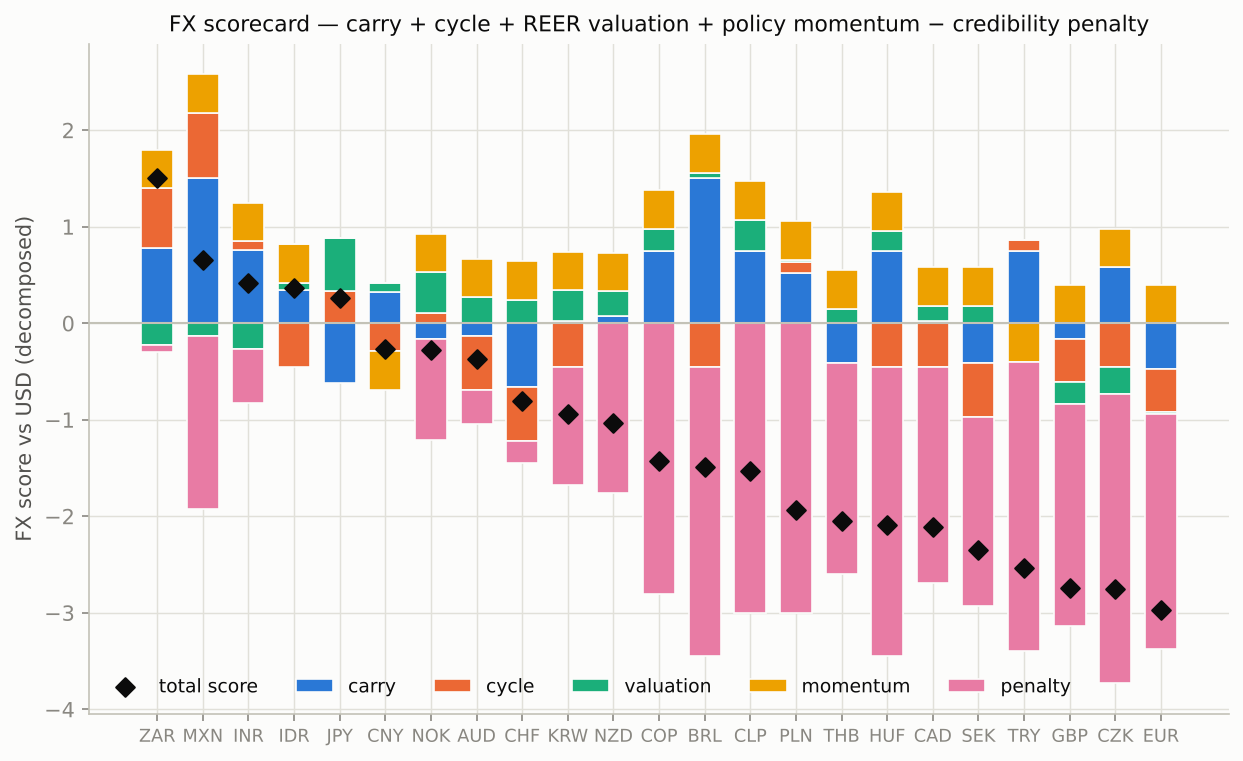 FX scorecard — carry + cycle + REER valuation + policy momentum − credibility penalty
FX score vs USD (decomposed)
2
1
0
−1
−2
−3
−4
total score carry cycle valuation momentum penalty
ZAR MXN INR IDR JPY CNY NOK AUD CHF KRW NZD COP BRL CLP PLN THB HUF CAD SEK TRY GBP CZK EUR